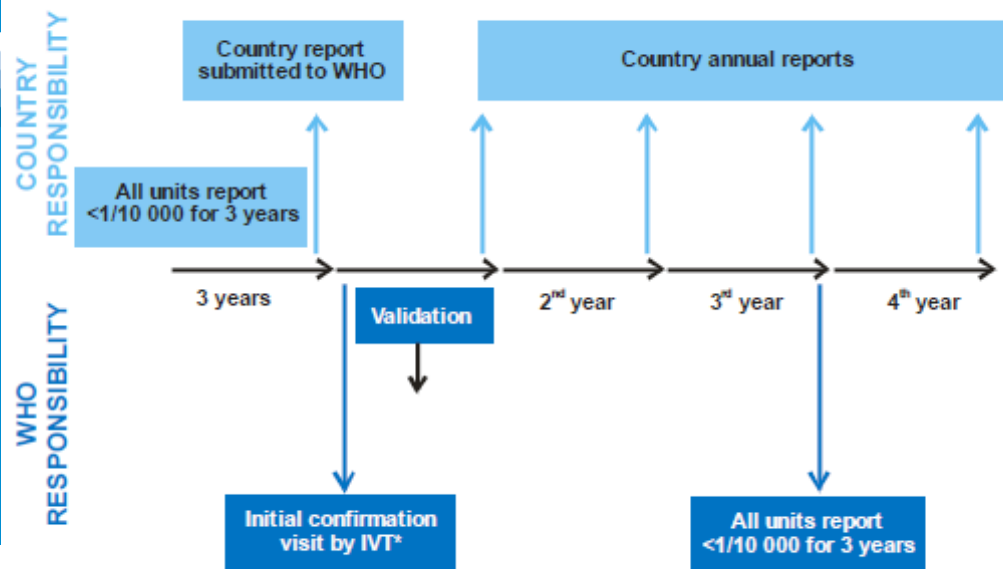 COUNTRY
RESPONSIBILITY
Country report
submitted to WHO
Country annual reports
All units report
<1/10 000 for 3 years
3 years
2nd year
3rd year
4th year
WHO
RESPONSIBILITY
Validation
Initial confirmation
visit by IVT*
All units report
<1/10 000 for 3 years